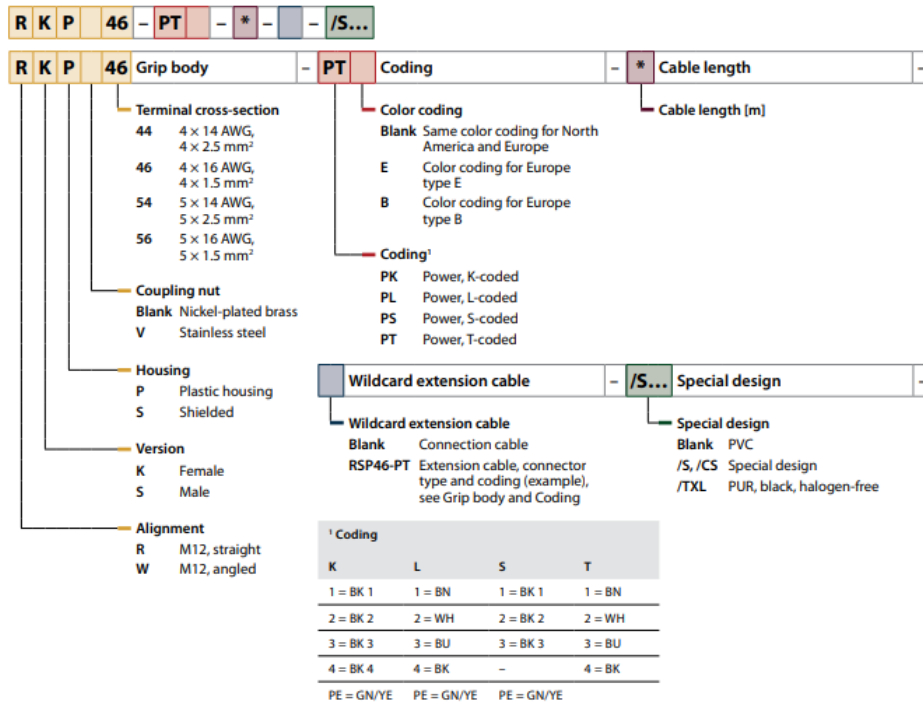 R K P 46 – PT – * – – /S...
R K P 46 Grip body – PT Coding – * Cable length –
Terminal cross-section
44 4 × 14 AWG,
4 × 2.5 mm²
46 4 × 16 AWG,
4 × 1.5 mm²
54 5 × 14 AWG,
5 × 2.5 mm²
56 5 × 16 AWG,
5 × 1.5 mm²
Coupling nut
Blank Nickel-plated brass
V Stainless steel
Housing
P Plastic housing
S Shielded
Version
K Female
S Male
Alignment
R M12, straight
W M12, angled
Color coding
Blank Same color coding for North
America and Europe
E Color coding for Europe
type E
B Color coding for Europe
type B
Coding¹
PK Power, K-coded
PL Power, L-coded
PS Power, S-coded
PT Power, T-coded
Cable length [m]
Wildcard extension cable – /S... Special design –
Wildcard extension cable
Blank Connection cable
RSP46-PT Extension cable, connector
type and coding (example),
see Grip body and Coding
Special design
Blank PVC
/S, /CS Special design
/TXL PUR, black, halogen-free
¹ Coding
K L S T
1 = BK 1 1 = BN 1 = BK 1 1 = BN
2 = BK 2 2 = WH 2 = BK 2 2 = WH
3 = BK 3 3 = BU 3 = BK 3 3 = BU
4 = BK 4 4 = BK – 4 = BK
PE = GN/YE PE = GN/YE PE = GN/YE